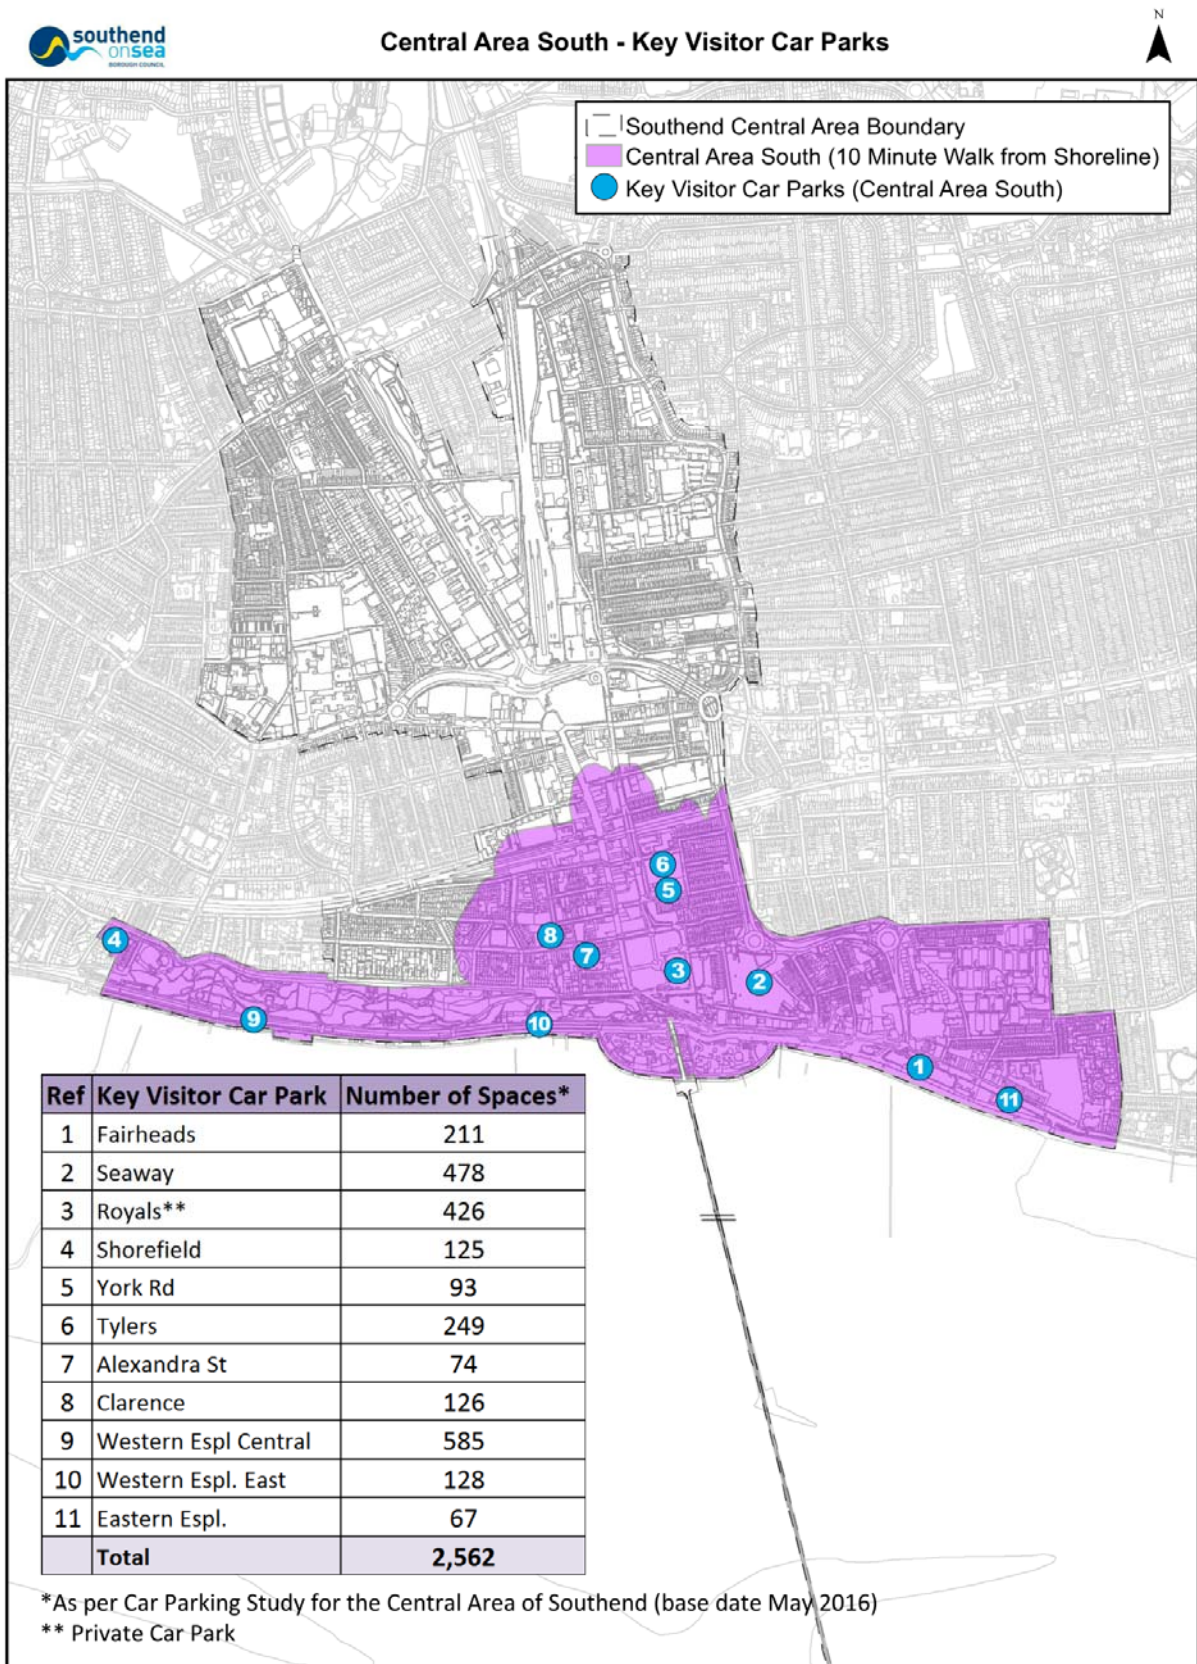 southend
onsea
BOROUGH COUNCIL
Central Area South - Key Visitor Car Parks
N
Southend Central Area Boundary
Central Area South (10 Minute Walk from Shoreline)
Key Visitor Car Parks (Central Area South)
6
5
8
7
3
2
4
9
10
1
11
Ref Key Visitor Car Park Number of Spaces*
1 Fairheads 211
2 Seaway 478
3 Royals** 426
4 Shorefield 125
5 York Rd 93
6 Tylers 249
7 Alexandra St 74
8 Clarence 126
9 Western Espl Central 585
10 Western Espl. East 128
11 Eastern Espl. 67
Total 2,562
*As per Car Parking Study for the Central Area of Southend (base date May 2016)
** Private Car Park